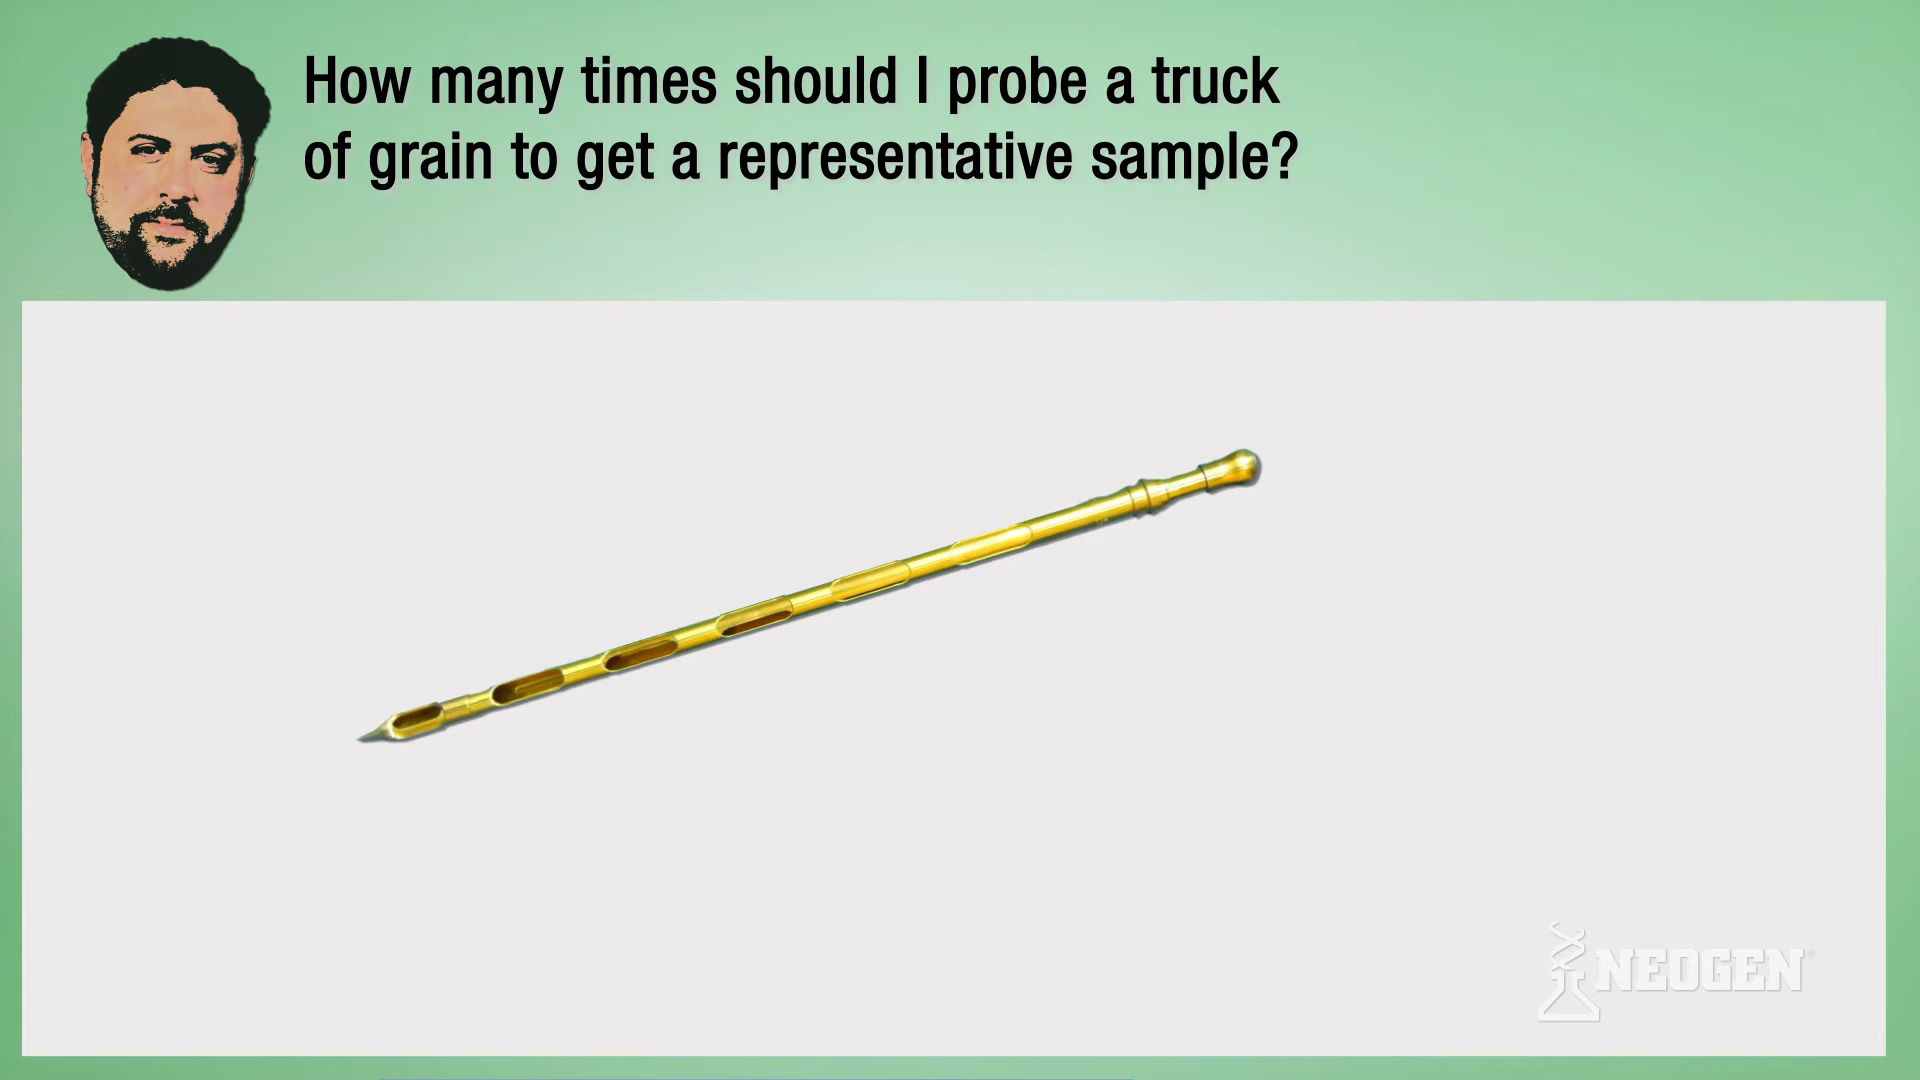 How many times should I probe a truck
of grain to get a representative sample?
NEOGEN